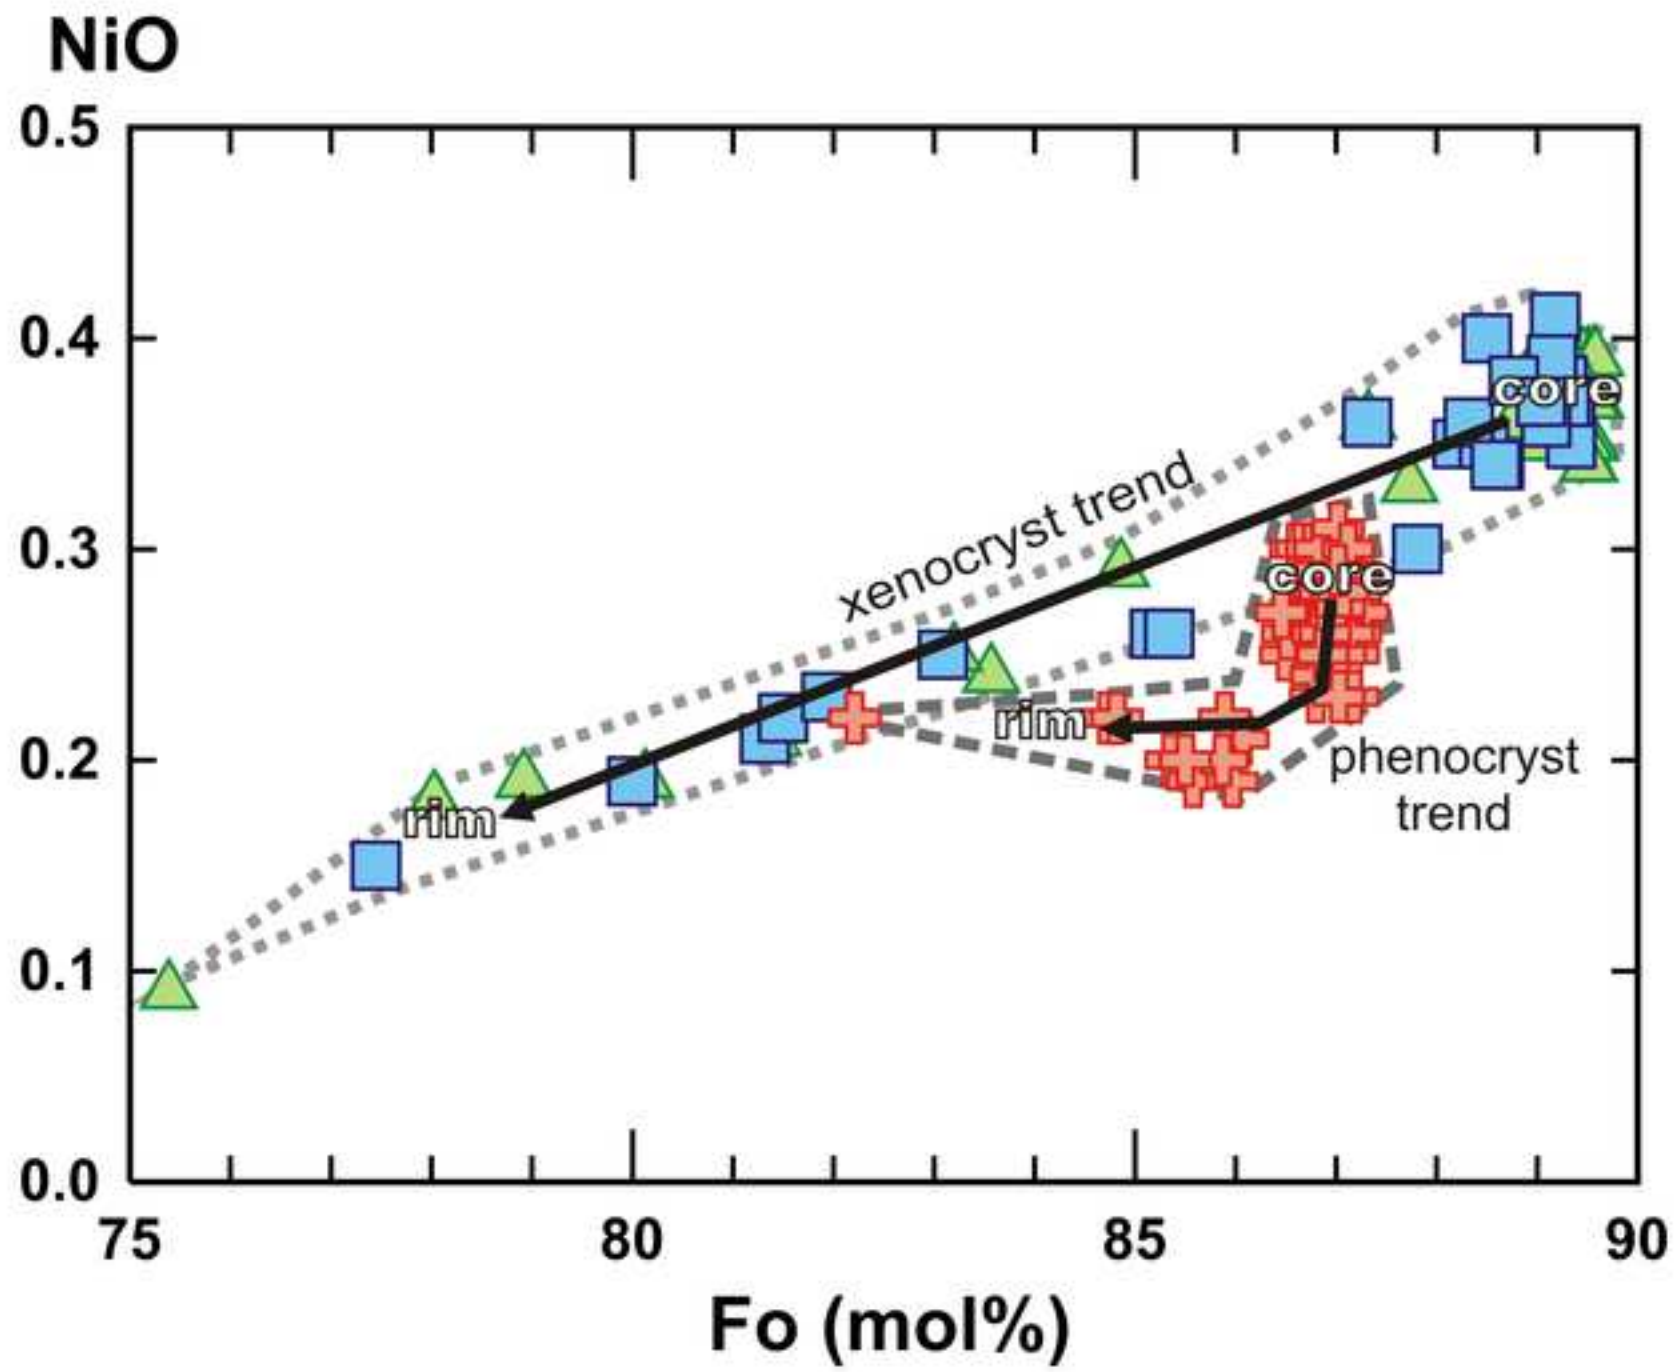 NiO
0.5
0.4
0.3
0.2
0.1
0.0
75
80
85
90
Fo (mol%)
xenocryst trend
core
rim
core
rim
phenocryst
trend